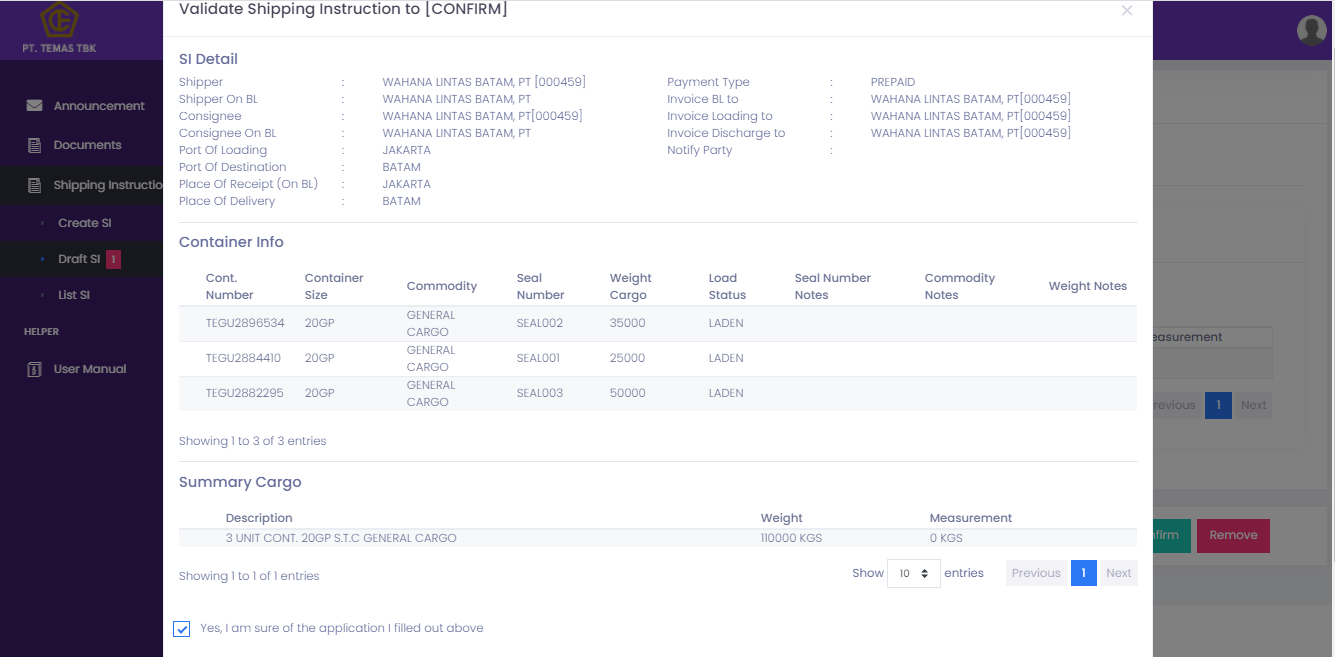 Validate Shipping Instruction to [CONFIRM]
×
PT. TEMAS TBK
Announcement
Documents
Shipping Instructio
Create SI
Draft SI 1
List SI
HELPER
User Manual
SI Detail
Shipper : WAHANA LINTAS BATAM, PT [000459]
Shipper On BL : WAHANA LINTAS BATAM, PT
Consignee : WAHANA LINTAS BATAM, PT[000459]
Consignee On BL : WAHANA LINTAS BATAM, PT
Port Of Loading : JAKARTA
Port Of Destination : BATAM
Place Of Receipt (On BL) : JAKARTA
Place Of Delivery : BATAM
Payment Type : PREPAID
Invoice BL to : WAHANA LINTAS BATAM, PT[000459]
Invoice Loading to : WAHANA LINTAS BATAM, PT[000459]
Invoice Discharge to : WAHANA LINTAS BATAM, PT[000459]
Notify Party :
Container Info
Cont. Number Container Size Commodity Seal Number Weight Cargo Load Status Seal Number Notes Commodity Notes Weight Notes
TEGU2896534 20GP GENERAL CARGO SEAL002 35000 LADEN
TEGU2884410 20GP GENERAL CARGO SEAL001 25000 LADEN
TEGU2882295 20GP GENERAL CARGO SEAL003 50000 LADEN
Showing 1 to 3 of 3 entries
Summary Cargo
Description Weight Measurement
3 UNIT CONT. 20GP S.T.C GENERAL CARGO 110000 KGS 0 KGS
Showing 1 to 1 of 1 entries
Show 10 entries Previous 1 Next
Yes, I am sure of the application I filled out above
easurement
revious 1 Next
nfirm Remove